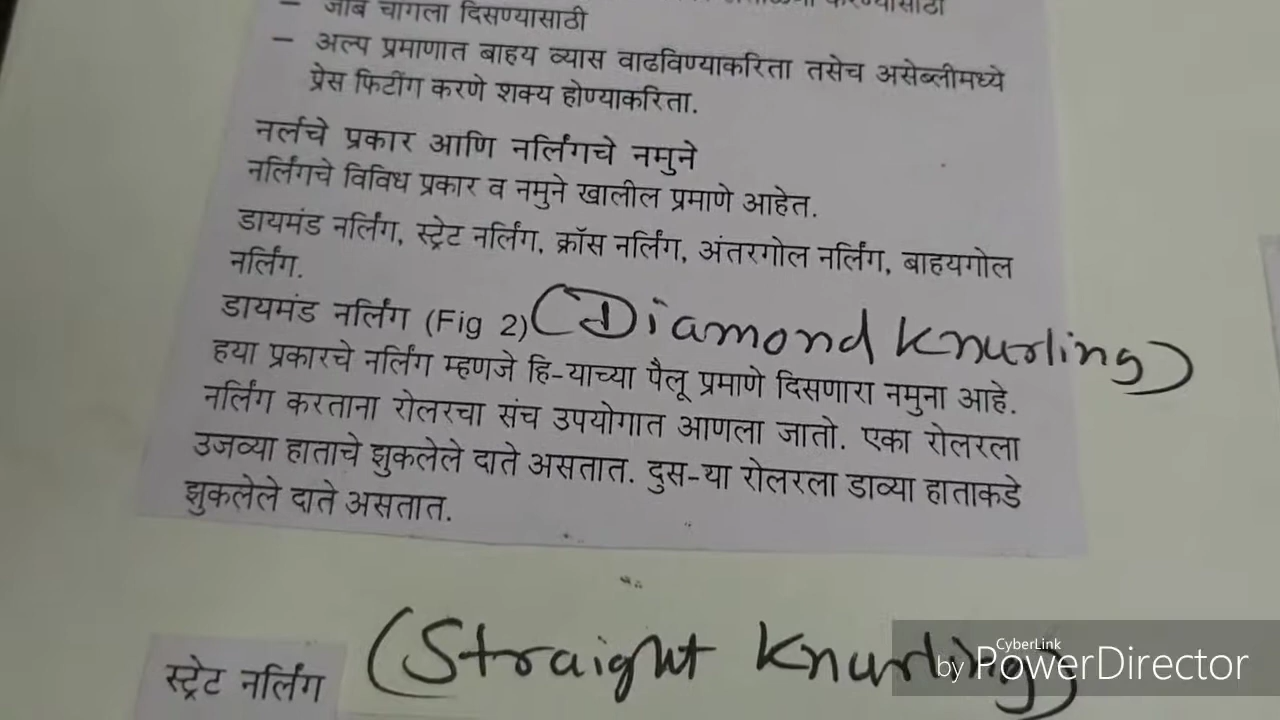 – जॉब चांगला दिसण्यासाठी
– अल्प प्रमाणात बाहय व्यास वाढविण्याकरिता तसेच असेब्लीमध्ये
प्रेस फिटींग करणे शक्य होण्याकरिता.
नर्लचे प्रकार आणि नर्लिंगचे नमुने
नर्लिंगचे विविध प्रकार व नमुने खालील प्रमाणे आहेत.
डायमंड नर्लिंग, स्ट्रेट नर्लिंग, क्रॉस नर्लिंग, अंतरगोल नर्लिंग, बाहयगोल
नर्लिंग.
डायमंड नर्लिंग (Fig 2) (Diamond Knurling)
हया प्रकारचे नर्लिंग म्हणजे हि-याच्या पैलू प्रमाणे दिसणारा नमुना आहे.
नर्लिंग करताना रोलरचा संच उपयोगात आणला जातो. एका रोलरला
उजव्या हाताचे झुकलेले दाते असतात. दुस-या रोलरला डाव्या हाताकडे
झुकलेले दाते असतात.
स्ट्रेट नर्लिंग (Straight Knurling)
CyberLink
by PowerDirector